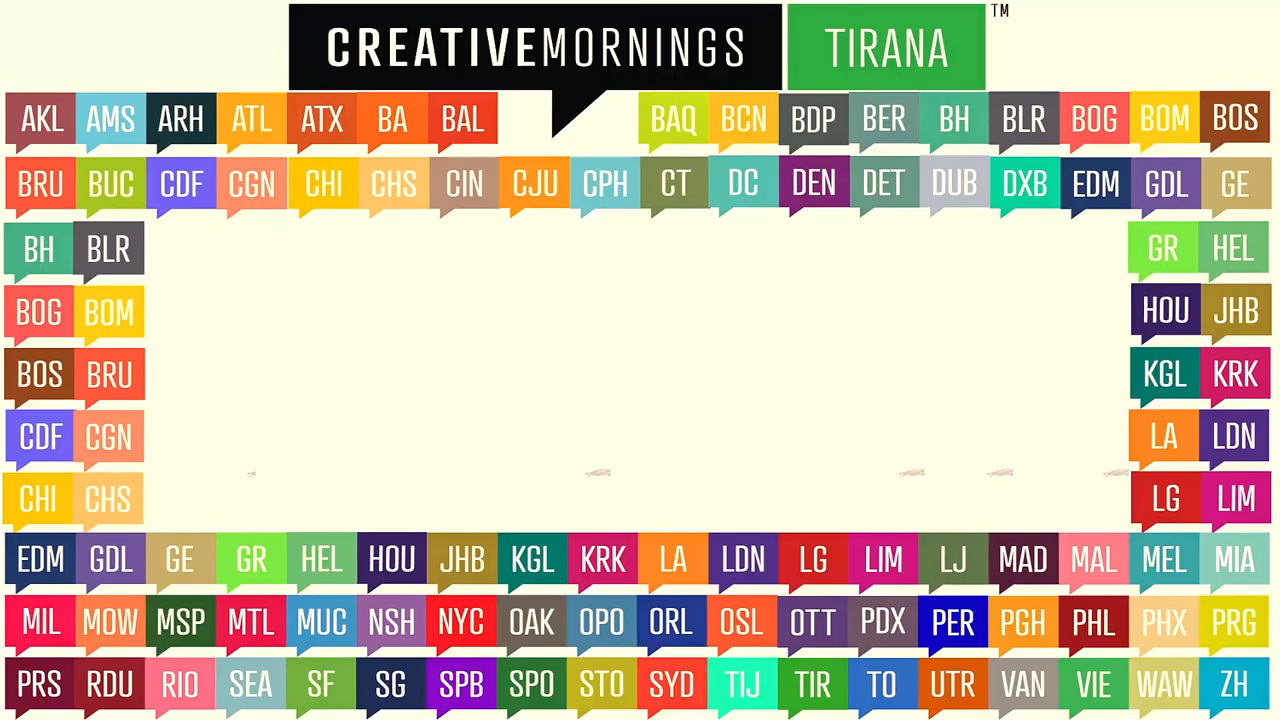 CREATIVEMORNINGS TIRANA ™
AKL AMS ARH ATL ATX BA BAL BAQ BCN BDP BER BH BLR BOG BOM BOS
BRU BUC CDF CGN CHI CHS CIN CJU CPH CT DC DEN DET DUB DXB EDM GDL GE
BH BLR GR HEL
BOG BOM HOU JHB
BOS BRU KGL KRK
CDF CGN LA LDN
CHI CHS LG LIM
EDM GDL GE GR HEL HOU JHB KGL KRK LA LDN LG LIM LJ MAD MAL MEL MIA
MIL MOW MSP MTL MUC NSH NYC OAK OPO ORL OSL OTT PDX PER PGH PHL PHX PRG
PRS RDU RIO SEA SF SG SPB SPO STO SYD TIJ TIR TO UTR VAN VIE WAW ZH